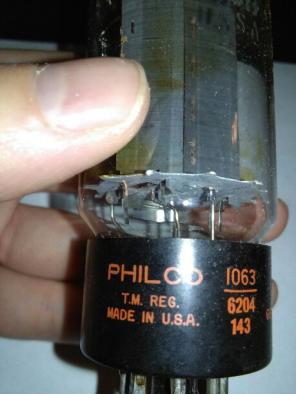 U.S.A
PHILCO
T.M. REG.
MADE IN U.S.A.
1063
6204
143